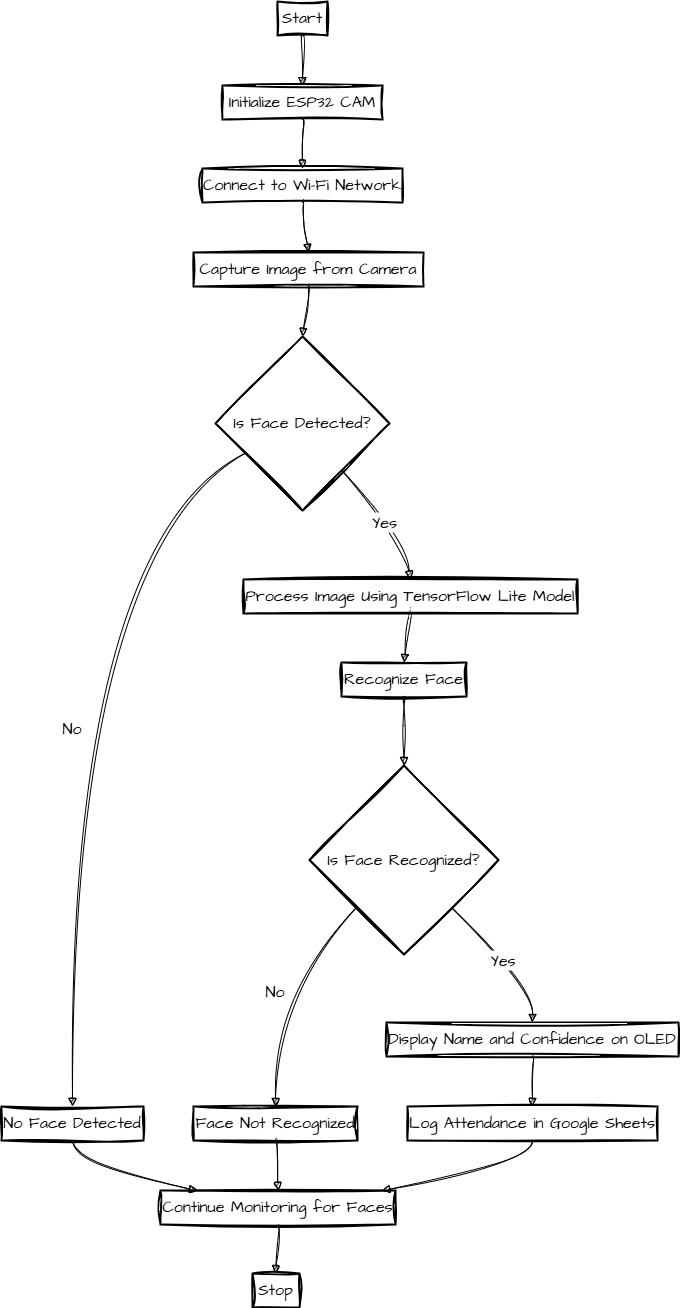 Start
Initialize ESP32 CAM
Connect to Wi-Fi Network
Capture Image from Camera
Is Face Detected?
Yes
Process Image Using TensorFlow Lite Model
Recognize Face
No
Is Face Recognized?
Yes
No
Display Name and Confidence on OLED
No Face Detected
Face Not Recognized
Log Attendance in Google Sheets
Continue Monitoring for Faces
Stop